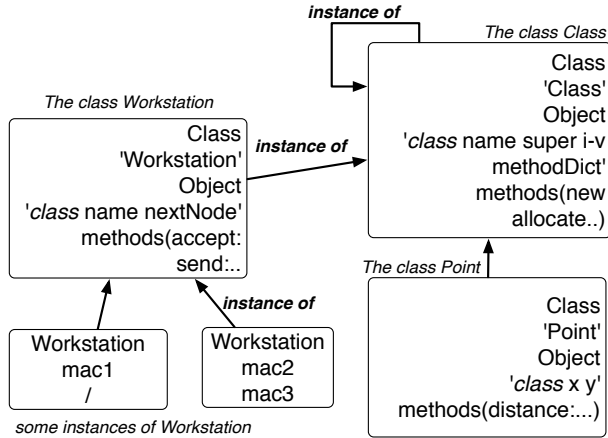 instance of
The class Class
Class
'Class'
Object
'class name super i-v
methodDict'
methods(new
allocate..)
The class Workstation
Class
'Workstation'
Object
'class name nextNode'
methods(accept:
send:..
instance of
The class Point
Class
'Point'
Object
'class x y'
methods(distance:...)
instance of
Workstation
mac1
/
Workstation
mac2
mac3
some instances of Workstation